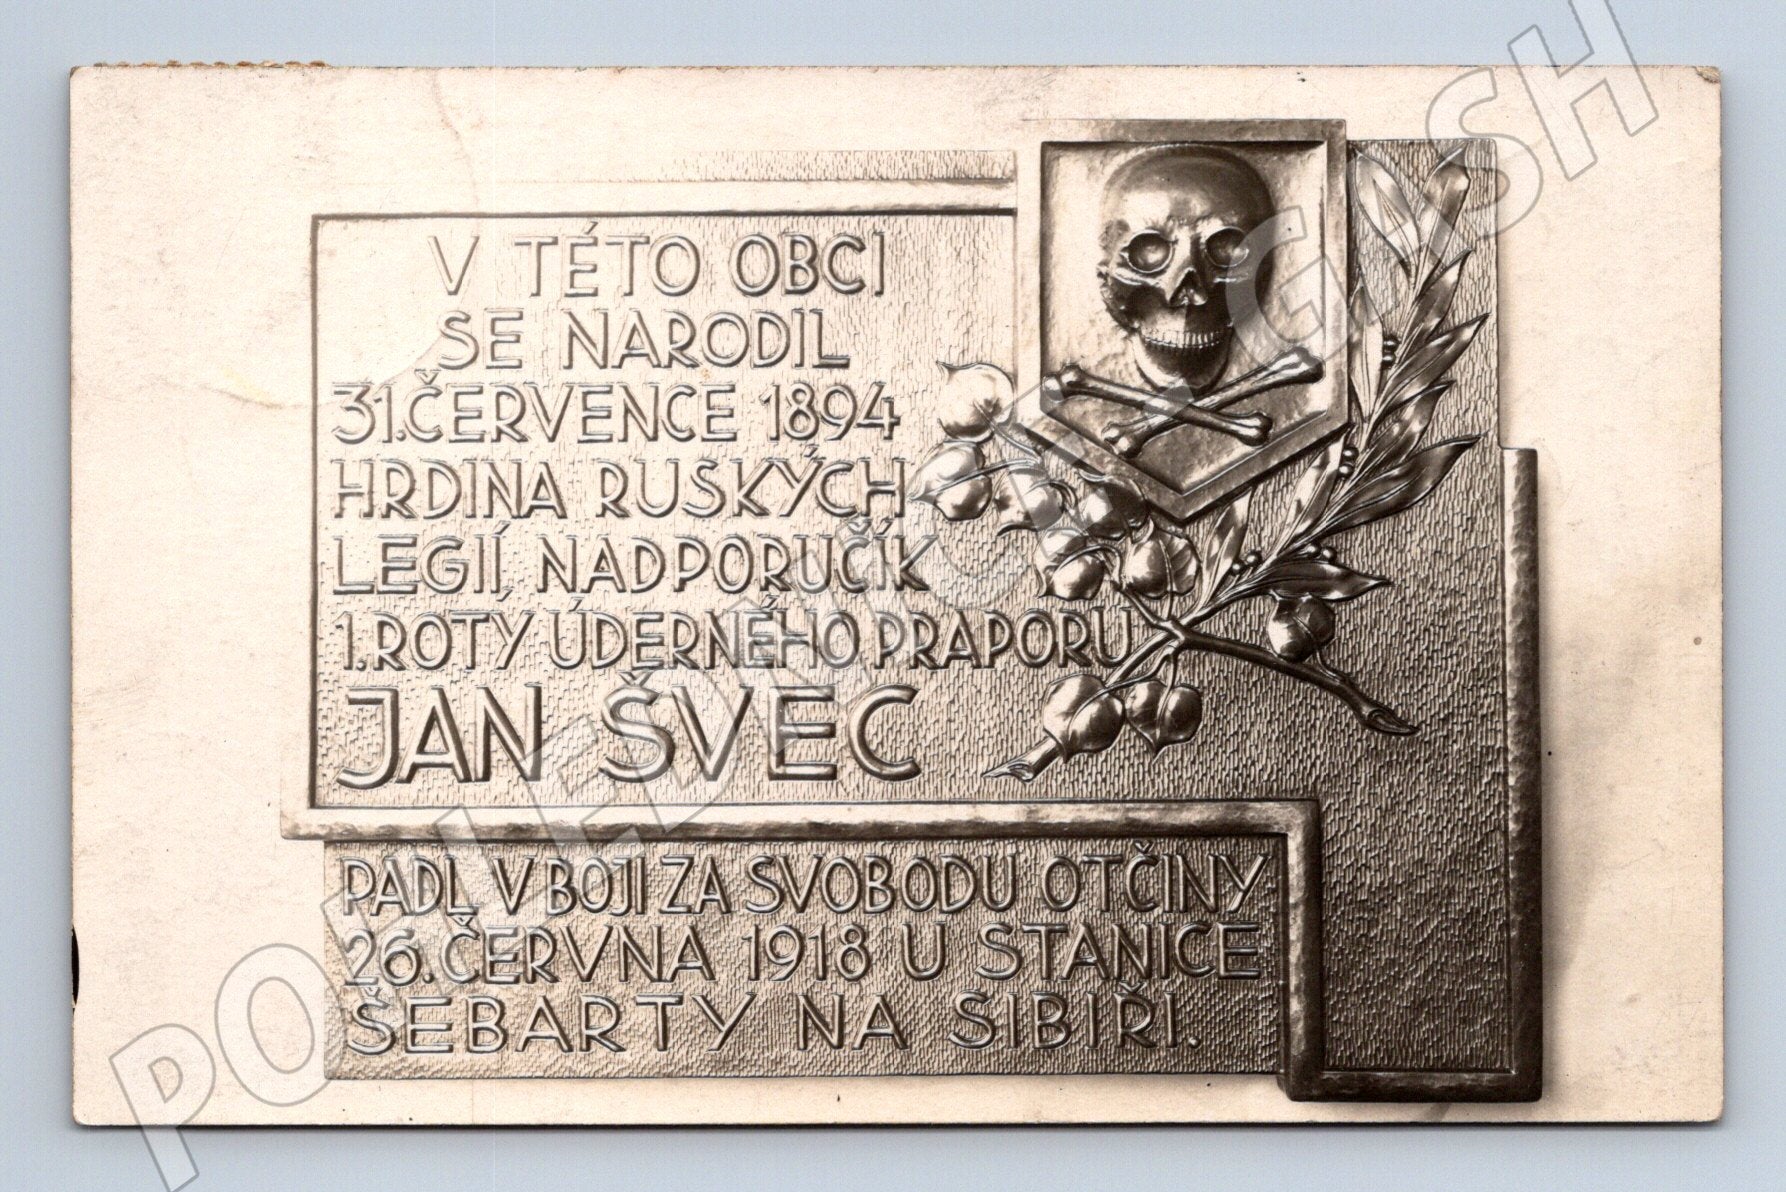 V TÉTO OBCI
SE NARODIL
31.ČERVENCE 1894
HRDINA RUSKÝCH
LEGIÍ, NADPORUČÍK
1.ROTY ÚDERNÉHO PRAPORU
JAN ŠVEC
PADL V BOJI ZA SVOBODU OTČINY
26.ČERVNA 1918 U STANICE
ŠEBARTY NA SIBIŘI.